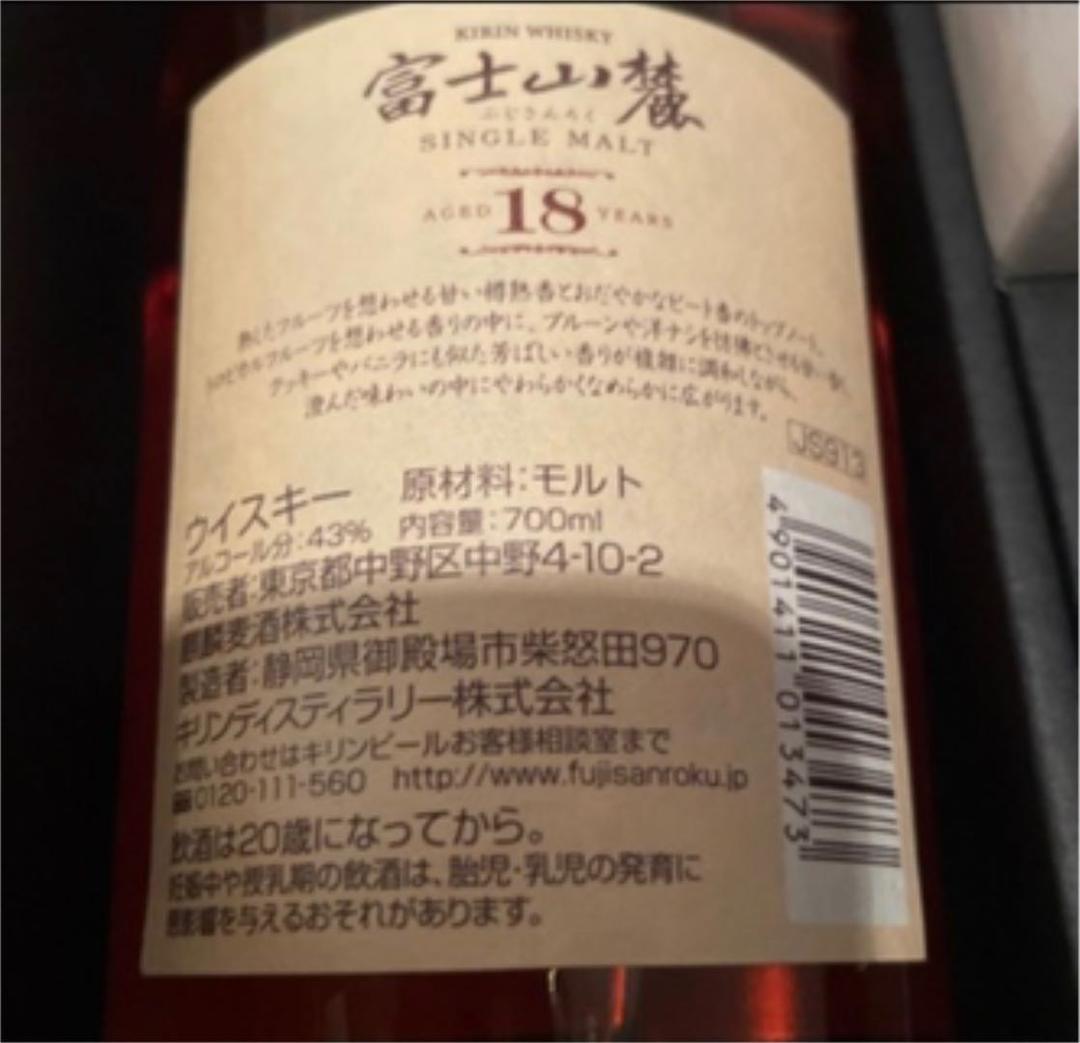 KIRIN WHISKY
富士山麓
ふじさんろく
SINGLE MALT
AGED 18 YEARS
熟したフルーツを想わせる甘い樽熟香とおだやかなピート香のトップノート。
フルーツを想わせる香りの中に、プルーンや洋ナシを彷彿とさせる甘い香り、
クッキーやバニラにも似た芳ばしい香りが複雑に調和しながら、
澄んだ味わいの中にやわらかくなめらかに広がります。
JS913
ウイスキー 原材料:モルト
アルコール分:43% 内容量:700ml
販売者:東京都中野区中野4-10-2
麒麟麦酒株式会社
製造者:静岡県御殿場市柴怒田970
キリンディスティラリー株式会社
お問い合わせはキリンビールお客様相談室まで
☎0120-111-560 http://www.fujisanroku.jp
飲酒は20歳になってから。
妊娠中や授乳期の飲酒は、胎児・乳児の発育に
悪影響を与えるおそれがあります。
4 901411 013473